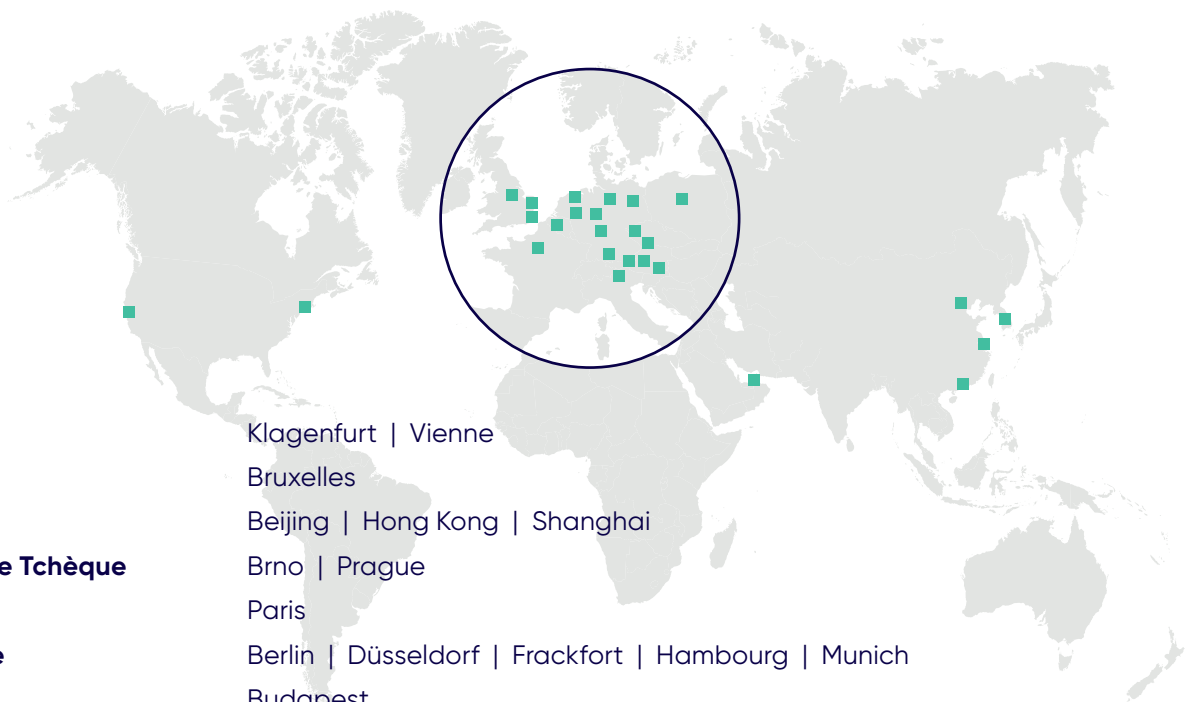 Klagenfurt | Vienne
Bruxelles
Beijing | Hong Kong | Shanghai
e Tchèque Brno | Prague
Paris
e Berlin | Düsseldorf | Frackfort | Hambourg | Munich
Budapest